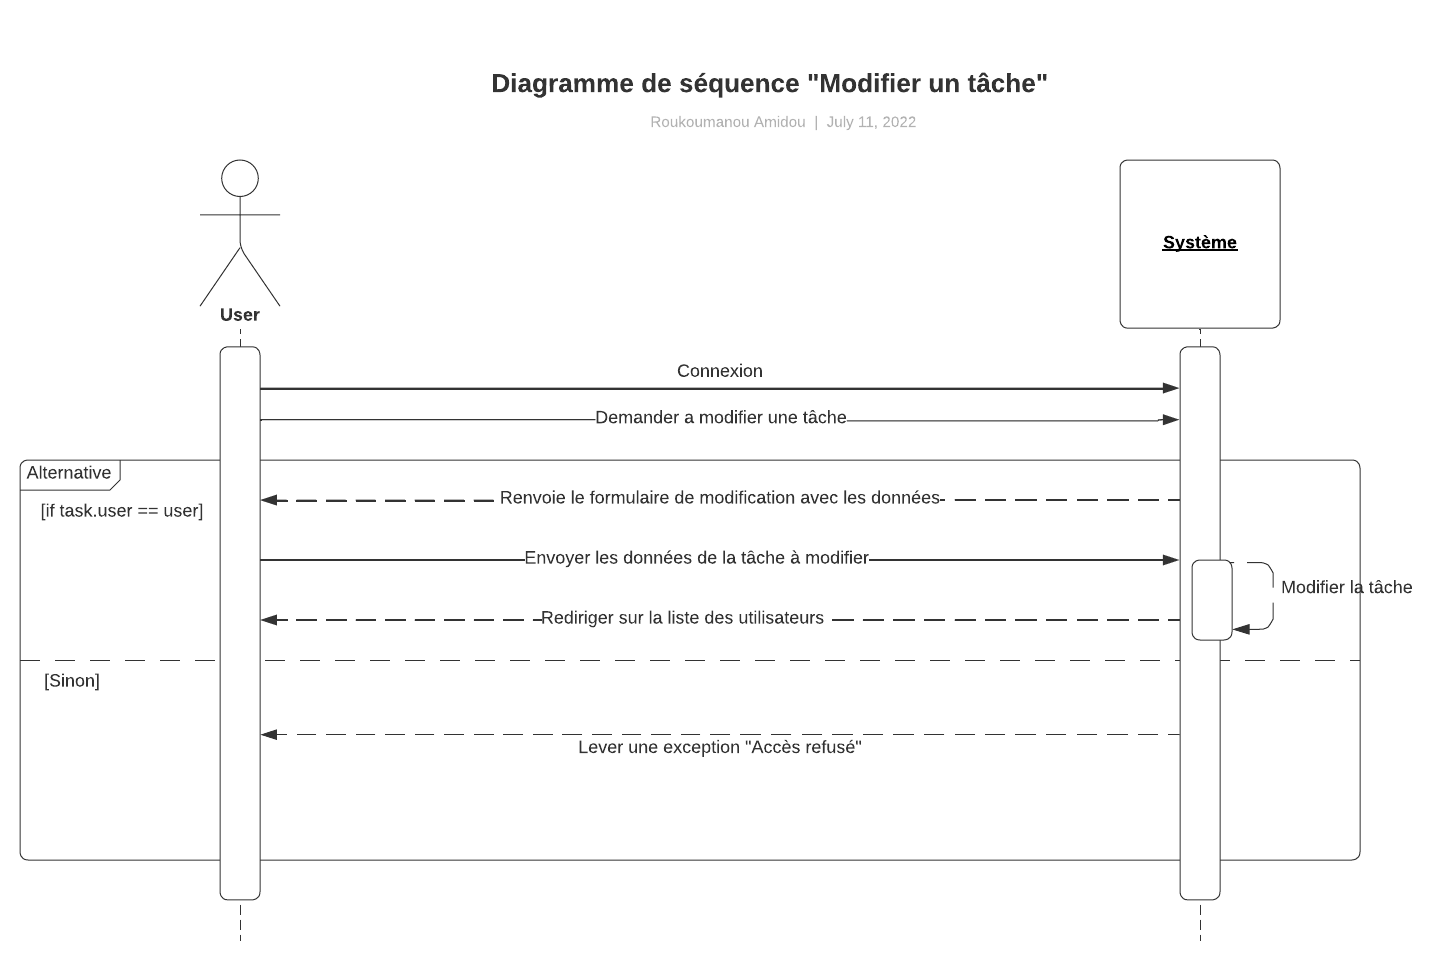 Diagramme de séquence "Modifier un tâche"
Roukoumanou Amidou | July 11, 2022
User
Système
Connexion
Demander a modifier une tâche
Alternative
[if task.user == user]
Renvoie le formulaire de modification avec les données
Envoyer les données de la tâche à modifier
Modifier la tâche
Rediriger sur la liste des utilisateurs
[Sinon]
Lever une exception "Accès refusé"